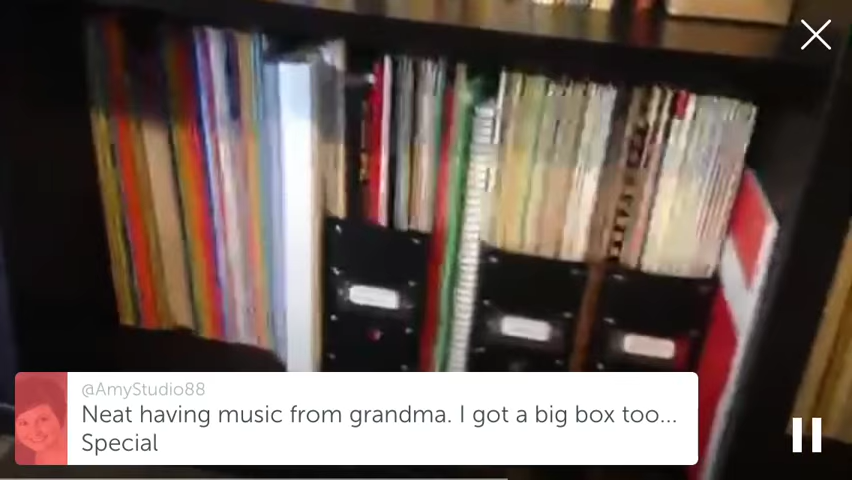 @AmyStudio88
Neat having music from grandma. I got a big box too...
Special